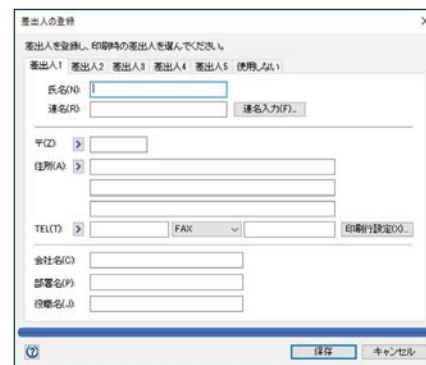 差出人の登録
差出人を登録し、印刷時の差出人を選んでください。
差出人1 差出人2 差出人3 差出人4 差出人5 使用しない
氏名(N):
連名(R): 連名入力(F)...
〒(Z):
住所(A):
TEL(T): FAX 印刷行設定(X)...
会社名(C)
部署名(P)
役職名(J)
保存 キャンセル